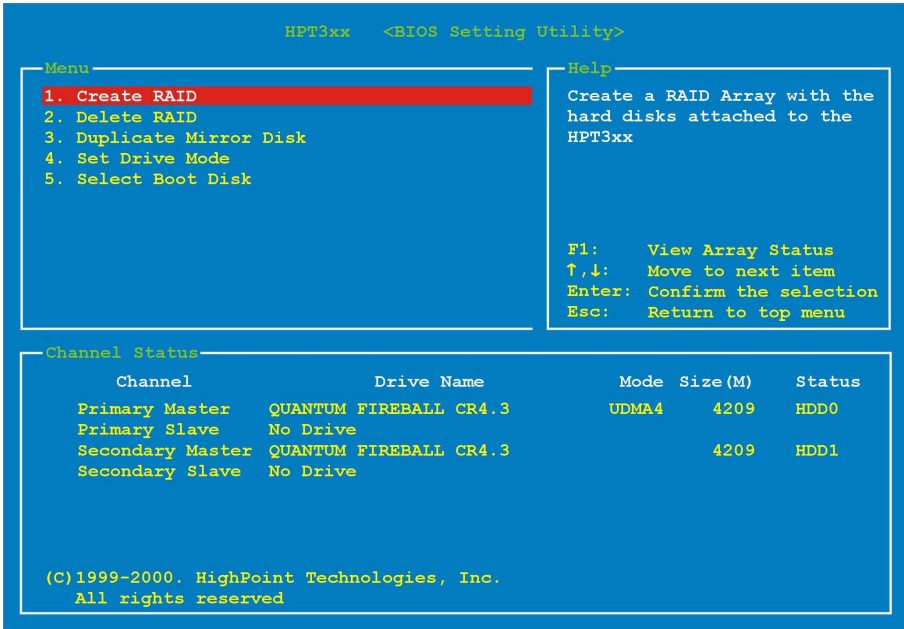 HPT3xx <BIOS Setting Utility>
Menu
1. Create RAID
2. Delete RAID
3. Duplicate Mirror Disk
4. Set Drive Mode
5. Select Boot Disk
Help
Create a RAID Array with the
hard disks attached to the
HPT3xx
F1: View Array Status
↑,↓: Move to next item
Enter: Confirm the selection
Esc: Return to top menu
Channel Status
Channel Drive Name Mode Size(M) Status
Primary Master QUANTUM FIREBALL CR4.3 UDMA4 4209 HDD0
Primary Slave No Drive
Secondary Master QUANTUM FIREBALL CR4.3 4209 HDD1
Secondary Slave No Drive
(C)1999-2000. HighPoint Technologies, Inc.
All rights reserved